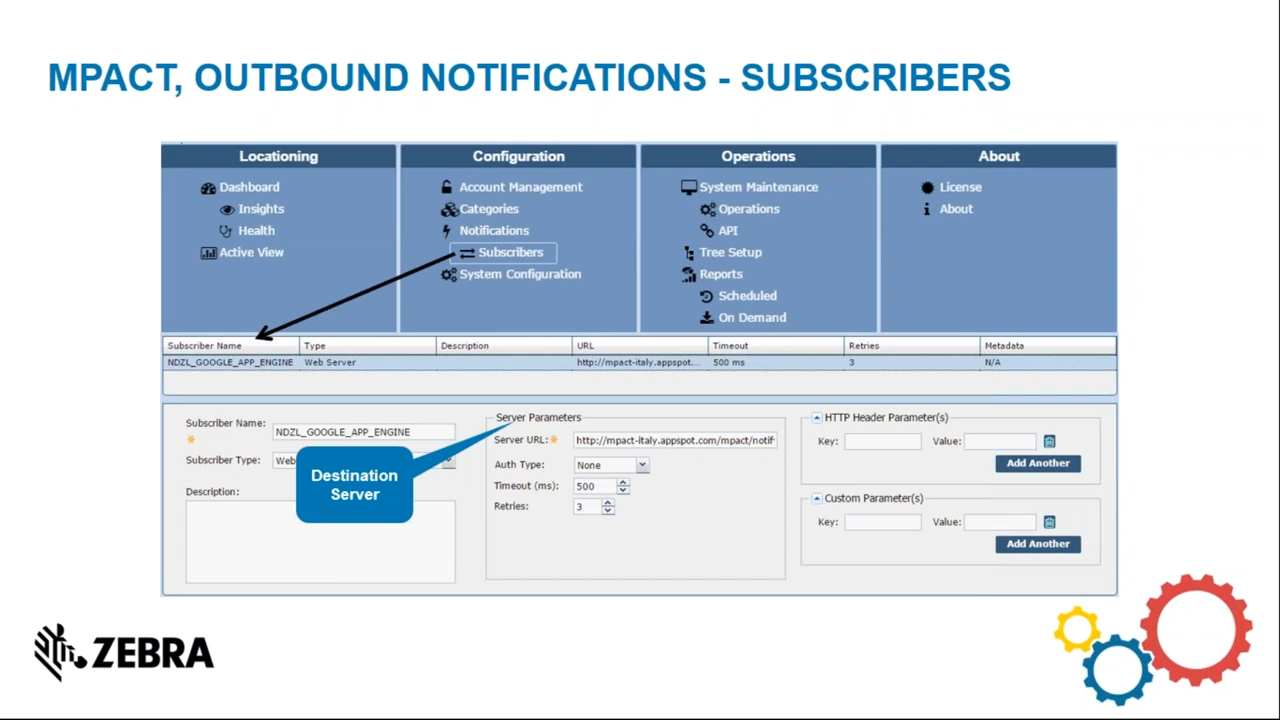 MPACT, OUTBOUND NOTIFICATIONS - SUBSCRIBERS
Locationing
Dashboard
Insights
Health
Active View
Configuration
Account Management
Categories
Notifications
Subscribers
System Configuration
Operations
System Maintenance
Operations
API
Tree Setup
Reports
Scheduled
On Demand
About
License
About
Subscriber Name Type Description URL Timeout Retries Metadata
NDZL_GOOGLE_APP_ENGINE Web Server http://mpact-italy.appspot.... 500 ms 3 N/A
Subscriber Name: NDZL_GOOGLE_APP_ENGINE
Subscriber Type: Web
Description:
Destination
Server
Server Parameters
Server URL: http://mpact-italy.appspot.com/mpact/notif
Auth Type: None
Timeout (ms): 500
Retries: 3
HTTP Header Parameter(s)
Key: Value:
Add Another
Custom Parameter(s)
Key: Value:
Add Another
ZEBRA